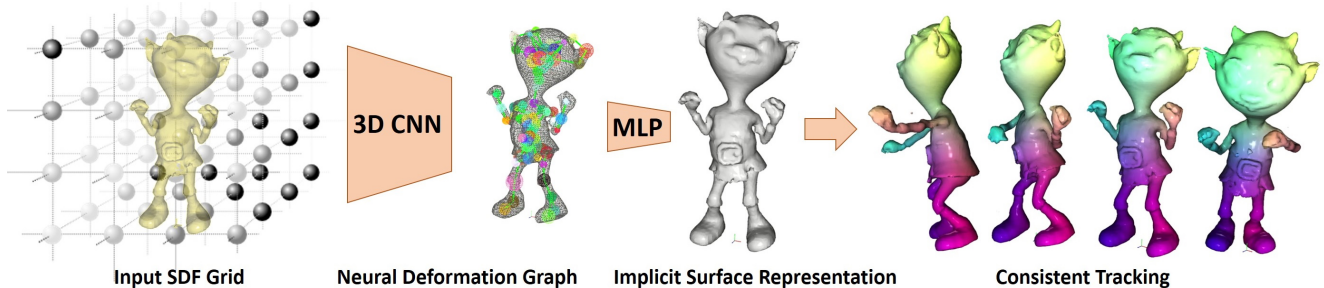 3D CNN
MLP
Input SDF Grid
Neural Deformation Graph
Implicit Surface Representation
Consistent Tracking